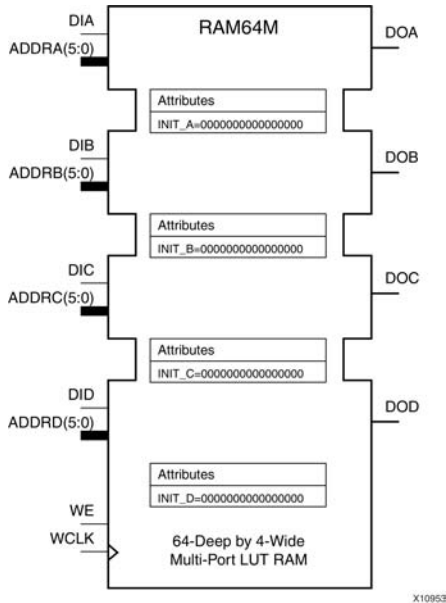 RAM64M
DIA
DOA
ADDRA(5:0)
Attributes
INIT_A=0000000000000000
DIB
DOB
ADDRB(5:0)
Attributes
INIT_B=0000000000000000
DIC
DOC
ADDRC(5:0)
Attributes
INIT_C=0000000000000000
DID
DOD
ADDRD(5:0)
Attributes
INIT_D=0000000000000000
WE
WCLK
64-Deep by 4-Wide
Multi-Port LUT RAM
X10953